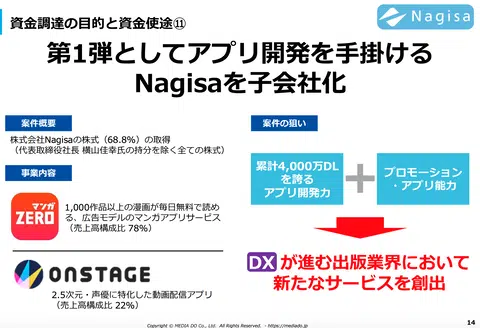 資金調達の目的と資金使途⑪
Nagisa
第1弾としてアプリ開発を手掛ける
Nagisaを子会社化
案件概要
株式会社Nagisaの株式（68.8%）の取得
（代表取締役社長 横山佳幸氏の持分を除く全ての株式）
事業内容
マンガ
ZERO
1,000作品以上の漫画が毎日無料で読め
る、広告モデルのマンガアプリサービス
（売上高構成比 78%）
ONSTAGE
2.5次元・声優に特化した動画配信アプリ
（売上高構成比 22%）
案件の狙い
累計4,000万DL
を誇る
アプリ開発力
プロモーション
・アプリ能力
DX が進む出版業界において
新たなサービスを創出
Copyright © MEDIA DO Co., Ltd. All Rights Reserved. - https://mediado.jp
14